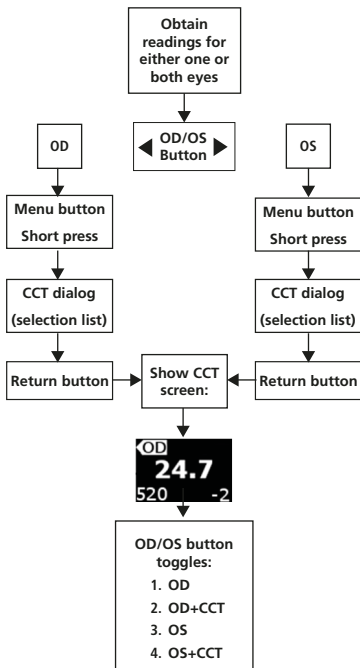 Obtain
readings for
either one or
both eyes
OD/OS
Button
OD
OS
Menu button
Short press
Menu button
Short press
CCT dialog
(selection list)
CCT dialog
(selection list)
Return button
Show CCT
screen:
Return button
OD
24.7
520 -2
OD/OS button
toggles:
1. OD
2. OD+CCT
3. OS
4. OS+CCT